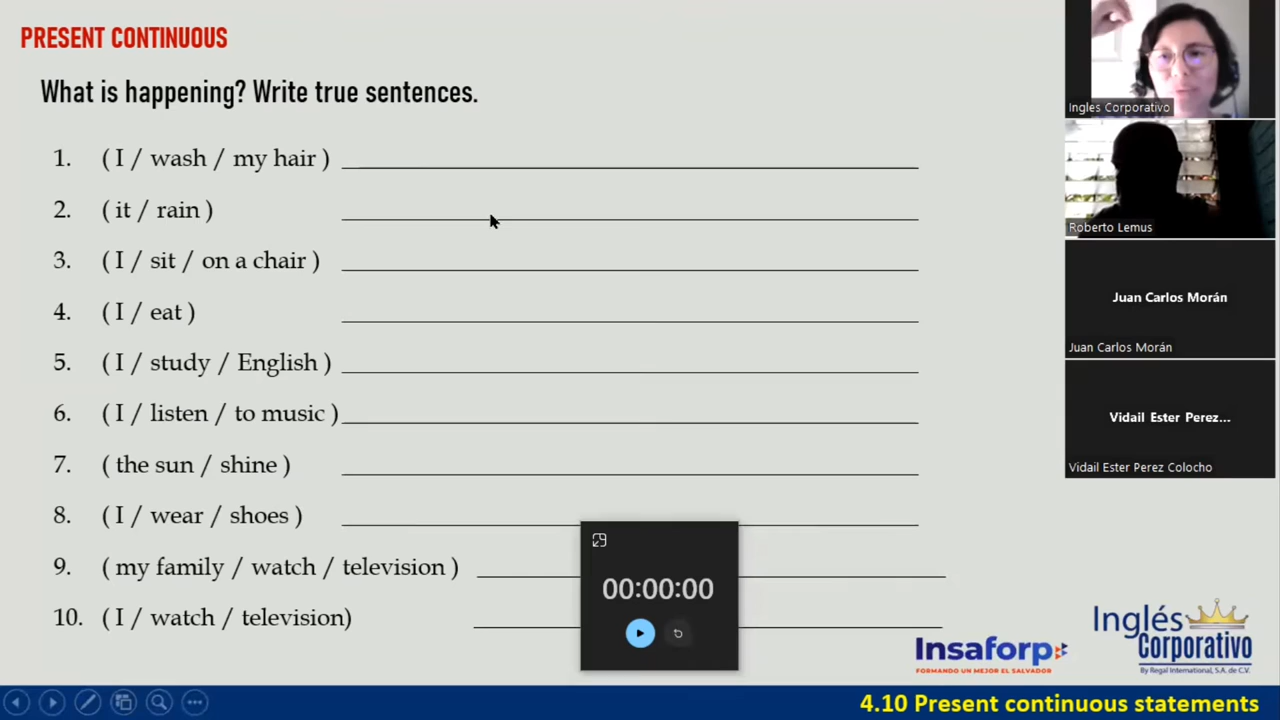 PRESENT CONTINUOUS
What is happening? Write true sentences.
1. ( I / wash / my hair )
2. ( it / rain )
3. ( I / sit / on a chair )
4. ( I / eat )
5. ( I / study / English )
6. ( I / listen / to music )
7. ( the sun / shine )
8. ( I / wear / shoes )
9. ( my family / watch / television )
10. ( I / watch / television)
00:00:00
Ingles Corporativo
Roberto Lemus
Juan Carlos Morán
Juan Carlos Morán
Vidail Ester Perez...
Vidail Ester Perez Colocho
Insaforp
FORMANDO UN MEJOR EL SALVADOR
Inglés
Corporativo
By Regal International, S.A. de C.V.
4.10 Present continuous statements